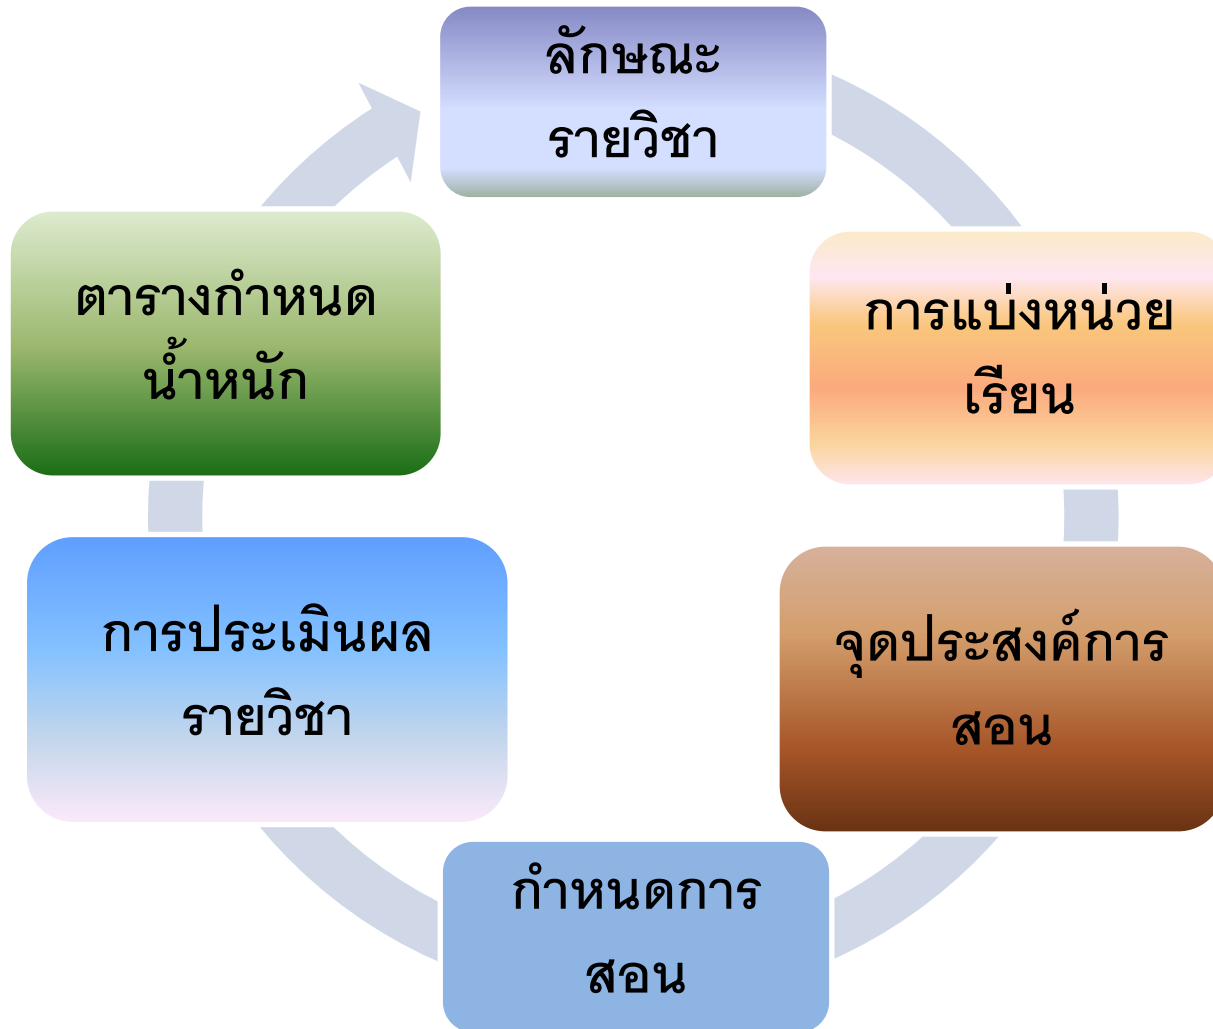 ลักษณะ
รายวิชา
การแบ่งหน่วย
เรียน
จุดประสงค์การ
สอน
กำหนดการ
สอน
การประเมินผล
รายวิชา
ตารางกำหนด
น้ำหนัก